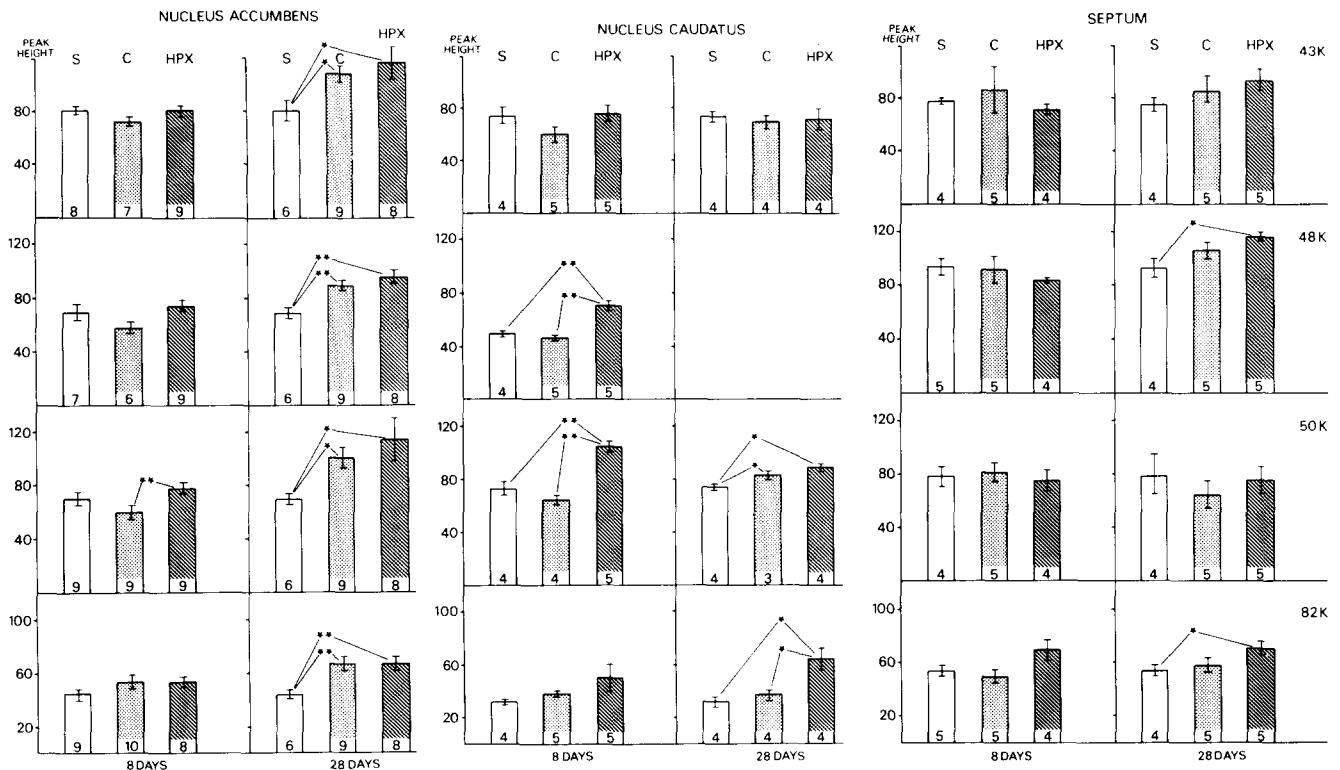 NUCLEUS ACCUMBENS
PEAK HEIGHT
S C HPX
S C HPX
80
40
8 7 9
6 9 8
120
80
40
7 6 9
6 9 8
120
80
40
9 9 9
6 9 8
100
60
20
9 10 8
6 9 8
8 DAYS
28 DAYS
NUCLEUS CAUDATUS
PEAK HEIGHT
S C HPX
S C HPX
80
40
4 5 5
4 4 4
120
80
40
4 5 5
120
80
40
4 4 5
4 3 4
100
60
20
4 5 5
4 4 4
8 DAYS
28 DAYS
SEPTUM
PEAK HEIGHT
S C HPX
S C HPX
43K
80
40
4 5 4
4 5 5
48K
120
80
40
5 5 4
4 5 5
50K
120
80
40
4 5 4
4 5 5
82K
100
60
20
5 5 4
4 5 5
8 DAYS
28 DAYS